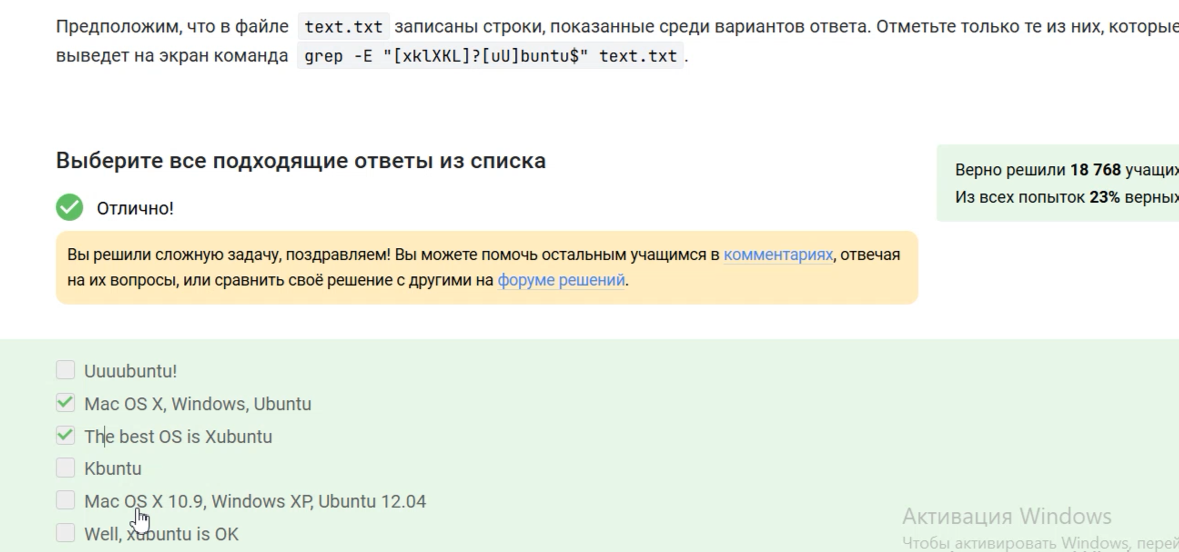 Предположим, что в файле text.txt записаны строки, показанные среди вариантов ответа. Отметьте только те из них, которые
выведет на экран команда grep -E "[xklXKL]?[uU]buntu$" text.txt.
Выберите все подходящие ответы из списка
Верно решили 18 768 учащих
Из всех попыток 23% верных
Отлично!
Вы решили сложную задачу, поздравляем! Вы можете помочь остальным учащимся в комментариях, отвечая
на их вопросы, или сравнить своё решение с другими на форуме решений.
Uuuubuntu!
Mac OS X, Windows, Ubuntu
The best OS is Xubuntu
Kbuntu
Mac OS X 10.9, Windows XP, Ubuntu 12.04
Well, xubuntu is OK
Активация Windows
Чтобы активировать Windows, перей